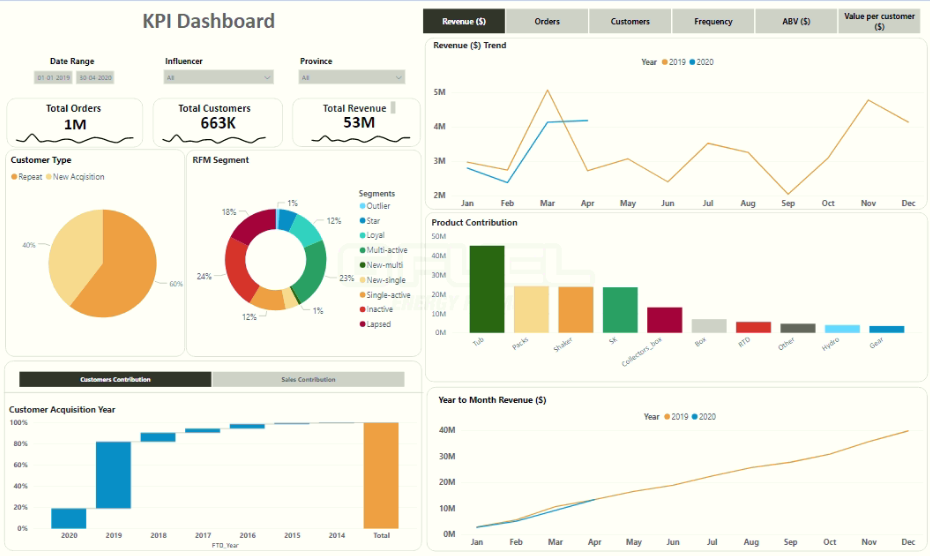 KPI Dashboard
Date Range
01-01-2019 30-04-2020
Influencer
All
Province
All
Total Orders
1M
Total Customers
663K
Total Revenue
53M
Customer Type
Repeat New Acqisition
40%
60%
RFM Segment
1%
12%
23%
1%
12%
24%
18%
Segments
Outlier
Star
Loyal
Multi-active
New-multi
New-single
Single-active
Inactive
Lapsed
Customers Contribution
Sales Contribution
Customer Acquisition Year
100%
80%
60%
40%
20%
0%
2020 2019 2018 2017 2016 2015 2014 Total
FTO_Year
Revenue ($)
Orders
Customers
Frequency
ABV ($)
Value per customer
($)
Revenue ($) Trend
Year 2019 2020
5M
4M
3M
2M
Jan Feb Mar Apr May Jun Jul Aug Sep Oct Nov Dec
Product Contribution
50M
40M
30M
20M
10M
0M
Tub Packs Shaker SK Collectors_box Box RTD Other Hydro Gear
Year to Month Revenue ($)
Year 2019 2020
40M
30M
20M
10M
0M
Jan Feb Mar Apr May Jun Jul Aug Sep Oct Nov Dec